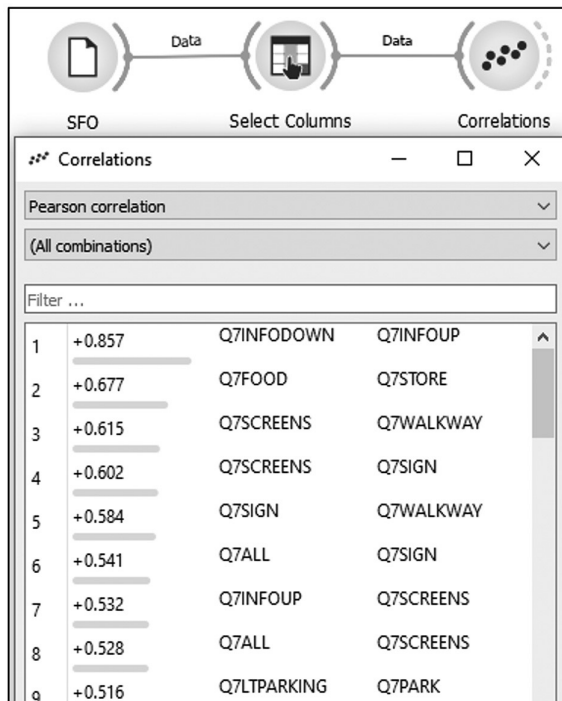 Data
Data
SFO
Select Columns
Correlations
Correlations
Pearson correlation
(All combinations)
Filter ...
1 +0.857 Q7INFODOWN Q7INFOUP
2 +0.677 Q7FOOD Q7STORE
3 +0.615 Q7SCREENS Q7WALKWAY
4 +0.602 Q7SCREENS Q7SIGN
5 +0.584 Q7SIGN Q7WALKWAY
6 +0.541 Q7ALL Q7SIGN
7 +0.532 Q7INFOUP Q7SCREENS
8 +0.528 Q7ALL Q7SCREENS
9 +0.516 Q7LTPARKING Q7PARK